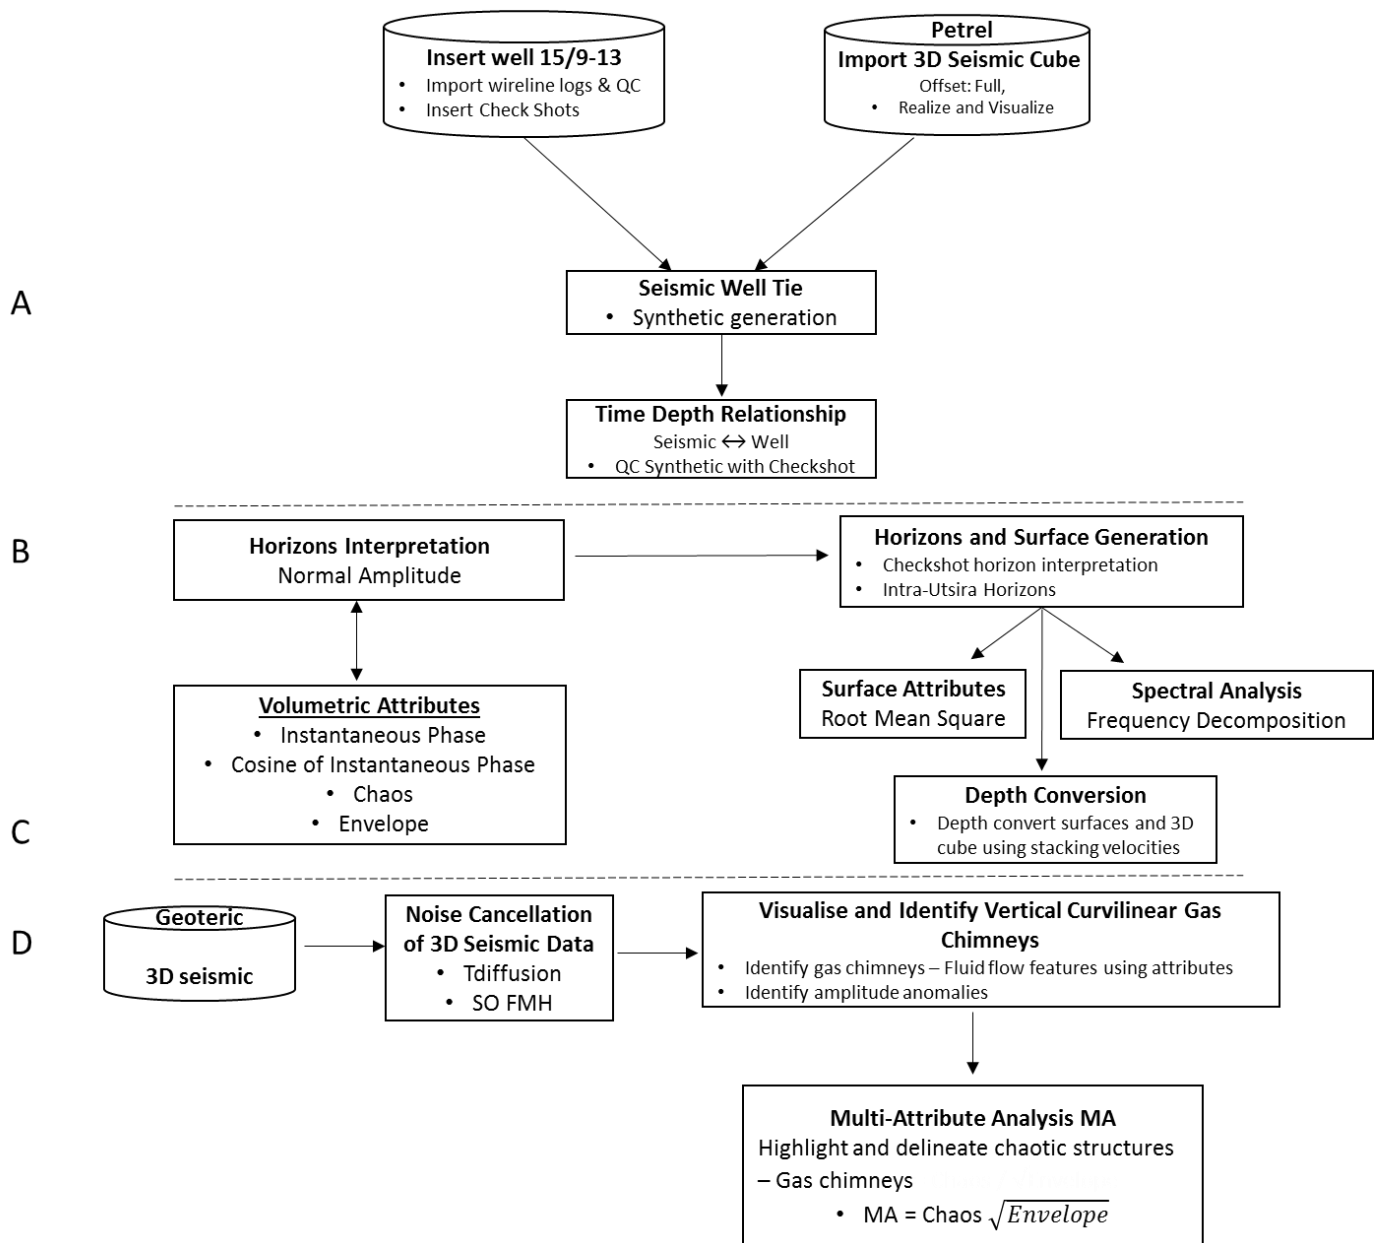 Insert well 15/9-13
• Import wireline logs & QC
• Insert Check Shots
Petrel
Import 3D Seismic Cube
Offset: Full,
• Realize and Visualize
A
Seismic Well Tie
• Synthetic generation
Time Depth Relationship
Seismic ↔ Well
• QC Synthetic with Checkshot
B
Horizons Interpretation
Normal Amplitude
Horizons and Surface Generation
• Checkshot horizon interpretation
• Intra-Utsira Horizons
Volumetric Attributes
• Instantaneous Phase
• Cosine of Instantaneous Phase
• Chaos
• Envelope
Surface Attributes
Root Mean Square
Spectral Analysis
Frequency Decomposition
C
Depth Conversion
• Depth convert surfaces and 3D
cube using stacking velocities
D
Geoteric
3D seismic
Noise Cancellation
of 3D Seismic Data
• Tdiffusion
• SO FMH
Visualise and Identify Vertical Curvilinear Gas
Chimneys
• Identify gas chimneys – Fluid flow features using attributes
• Identify amplitude anomalies
Multi-Attribute Analysis MA
Highlight and delineate chaotic structures
– Gas chimneys
• MA = Chaos √Envelope